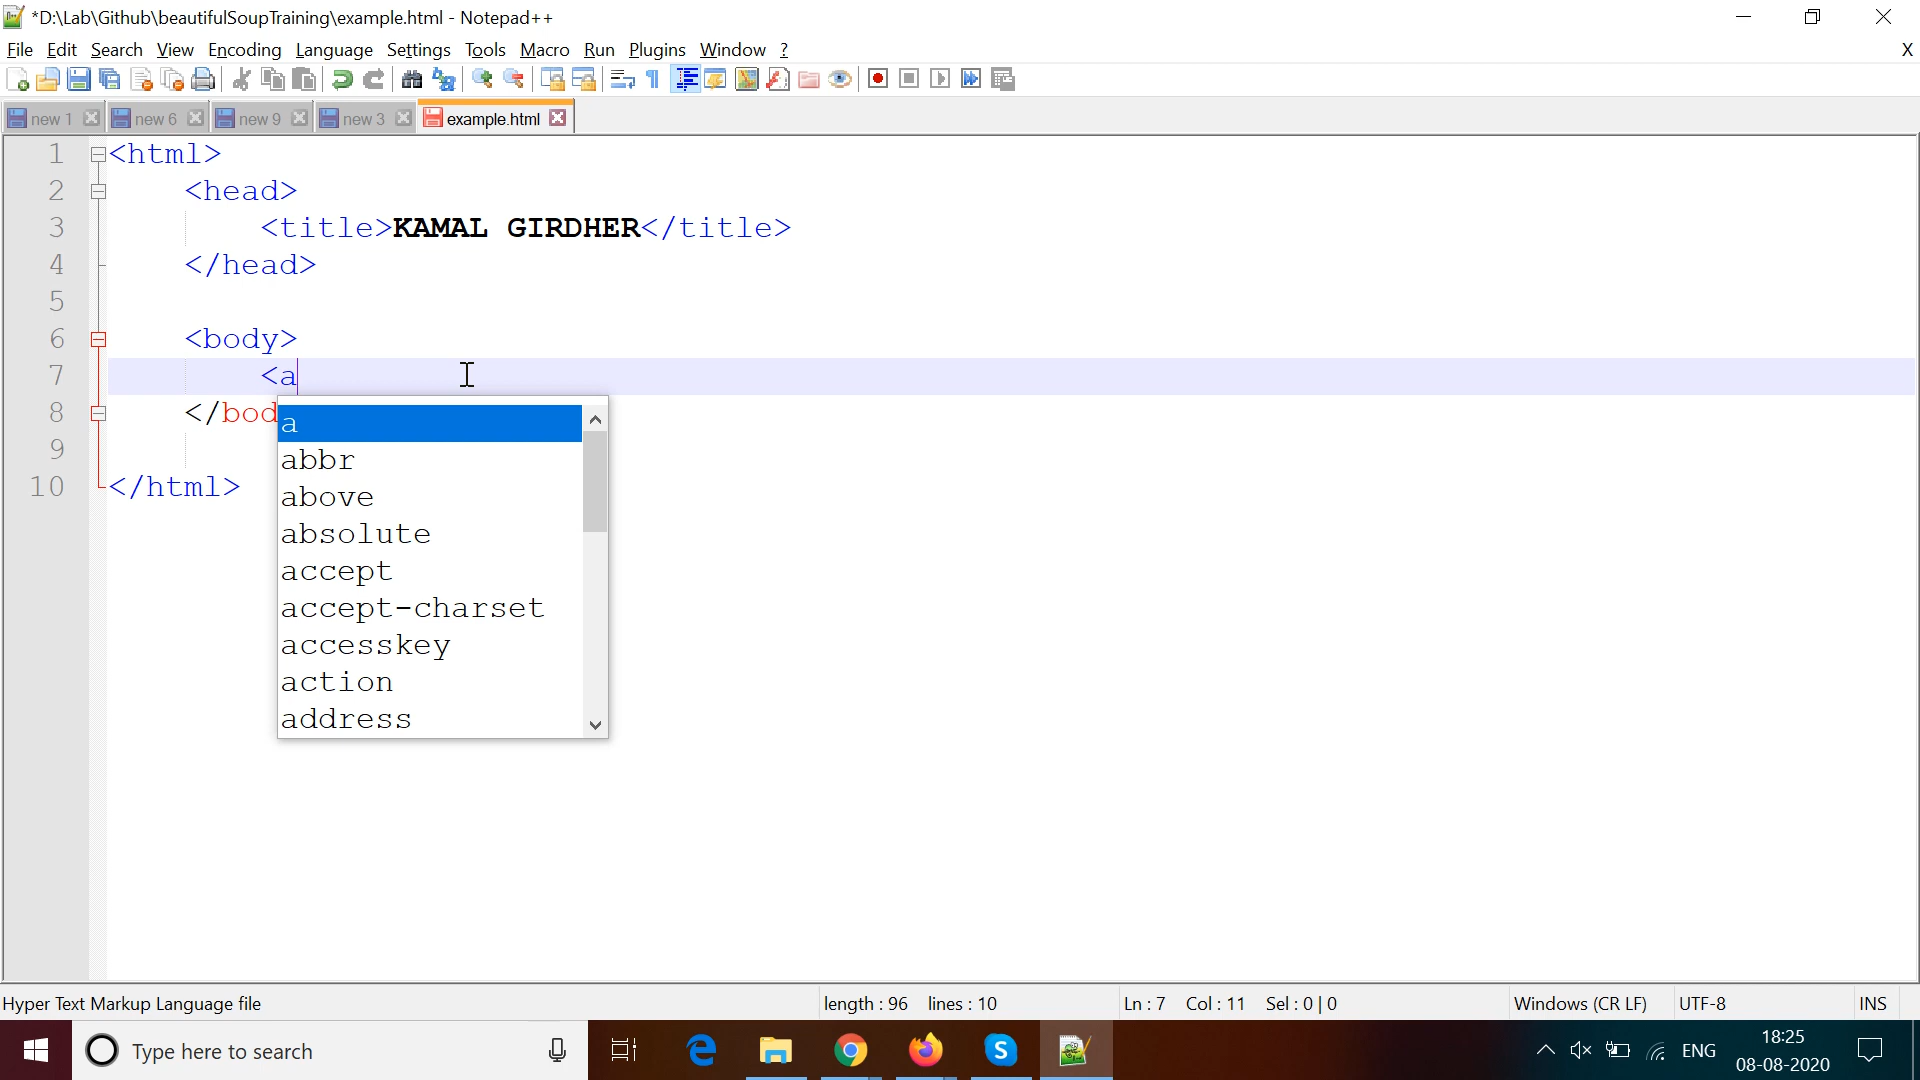 *D:\Lab\Github\beautifulSoupTraining\example.html - Notepad++
File Edit Search View Encoding Language Settings Tools Macro Run Plugins Window ? X
new 1 new 6 new 9 new 3 example.html
1 <html>
2 <head>
3 <title>KAMAL GIRDHER</title>
4 </head>
5
6 <body>
7 <a
8 </bod
9
10 </html>
a
abbr
above
absolute
accept
accept-charset
accesskey
action
address
Hyper Text Markup Language file length : 96 lines : 10 Ln : 7 Col : 11 Sel : 0 | 0 Windows (CR LF) UTF-8 INS
Type here to search ENG 18:25
08-08-2020